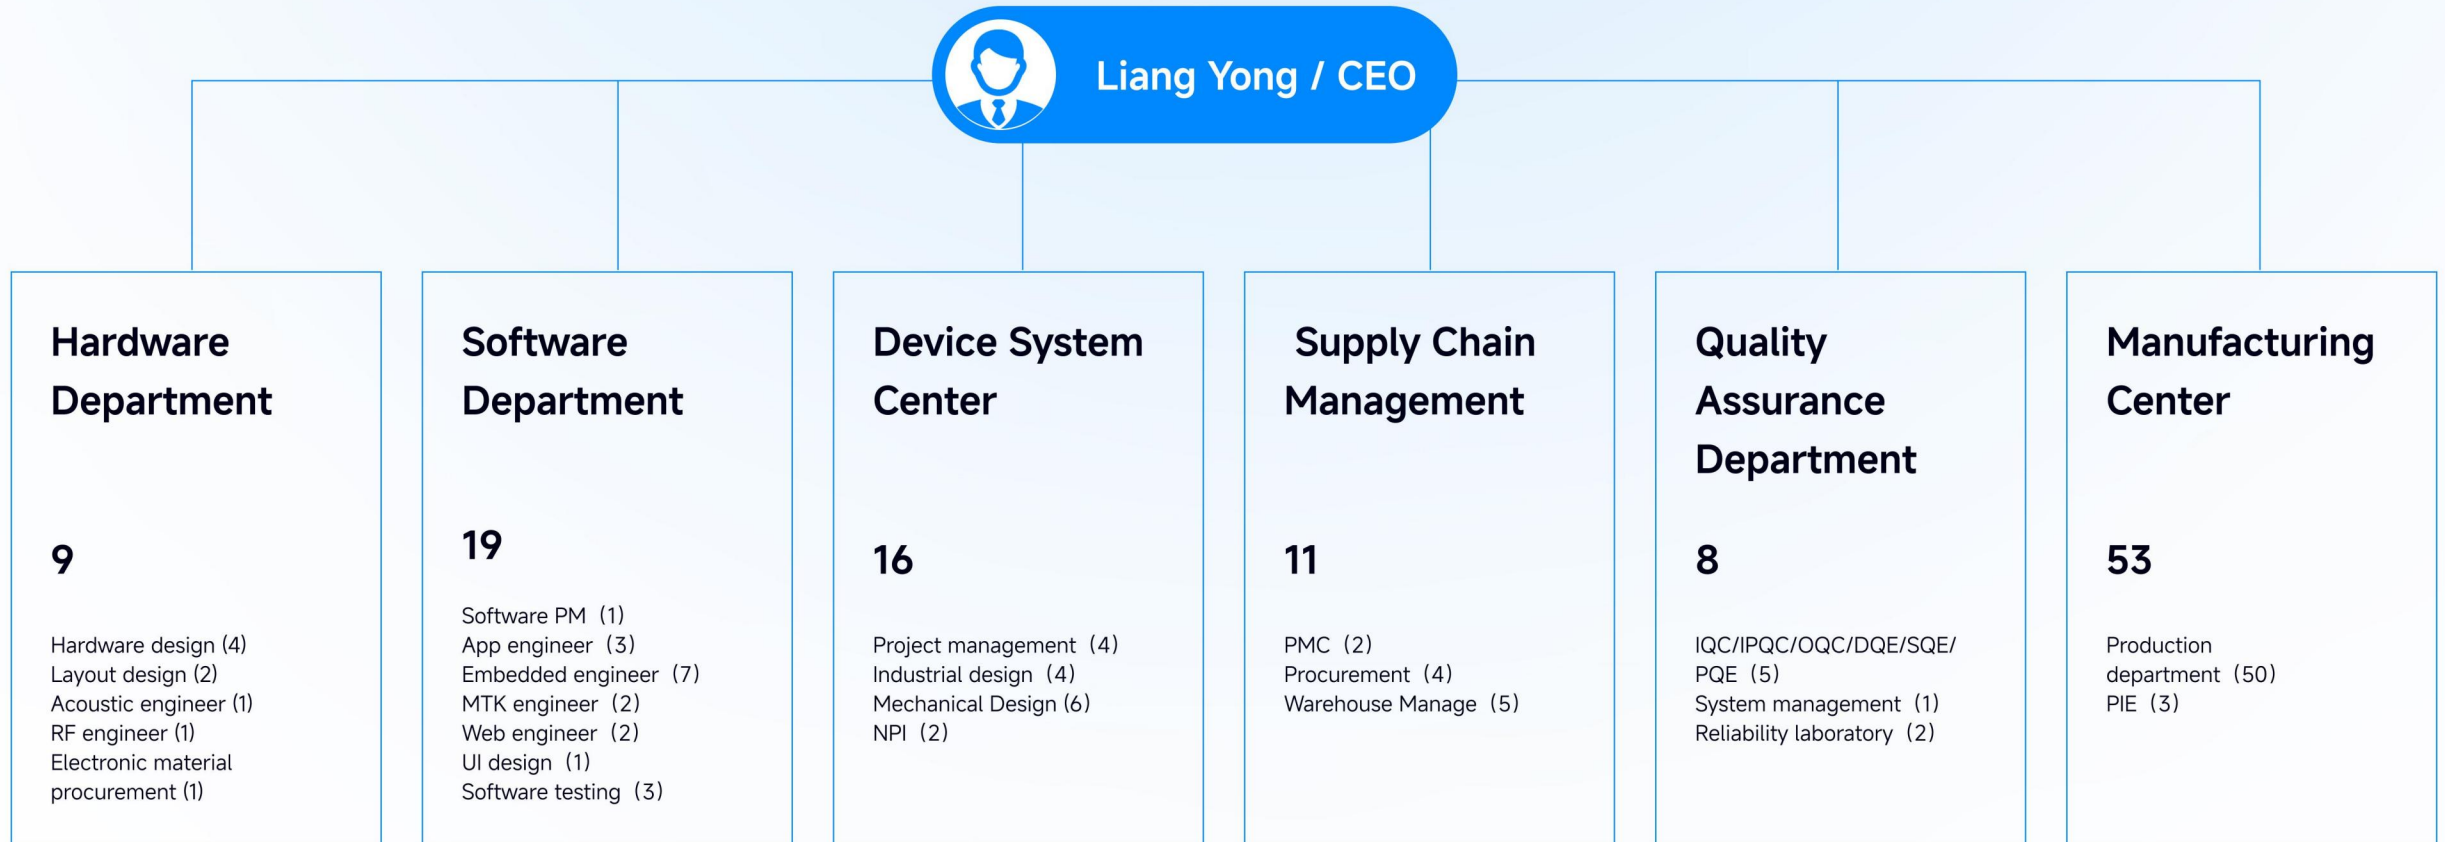 Liang Yong / CEO
Hardware
Department
9
Hardware design (4)
Layout design (2)
Acoustic engineer (1)
RF engineer (1)
Electronic material
procurement (1)
Software
Department
19
Software PM（1）
App engineer（3）
Embedded engineer（7）
MTK engineer（2）
Web engineer（2）
UI design（1）
Software testing（3）
Device System
Center
16
Project management（4）
Industrial design（4）
Mechanical Design (6)
NPI（2）
Supply Chain
Management
11
PMC（2）
Procurement（4）
Warehouse Manage（5）
Quality
Assurance
Department
8
IQC/IPQC/OQC/DQE/SQE/
PQE（5）
System management（1）
Reliability laboratory（2）
Manufacturing
Center
53
Production
department（50）
PIE（3）